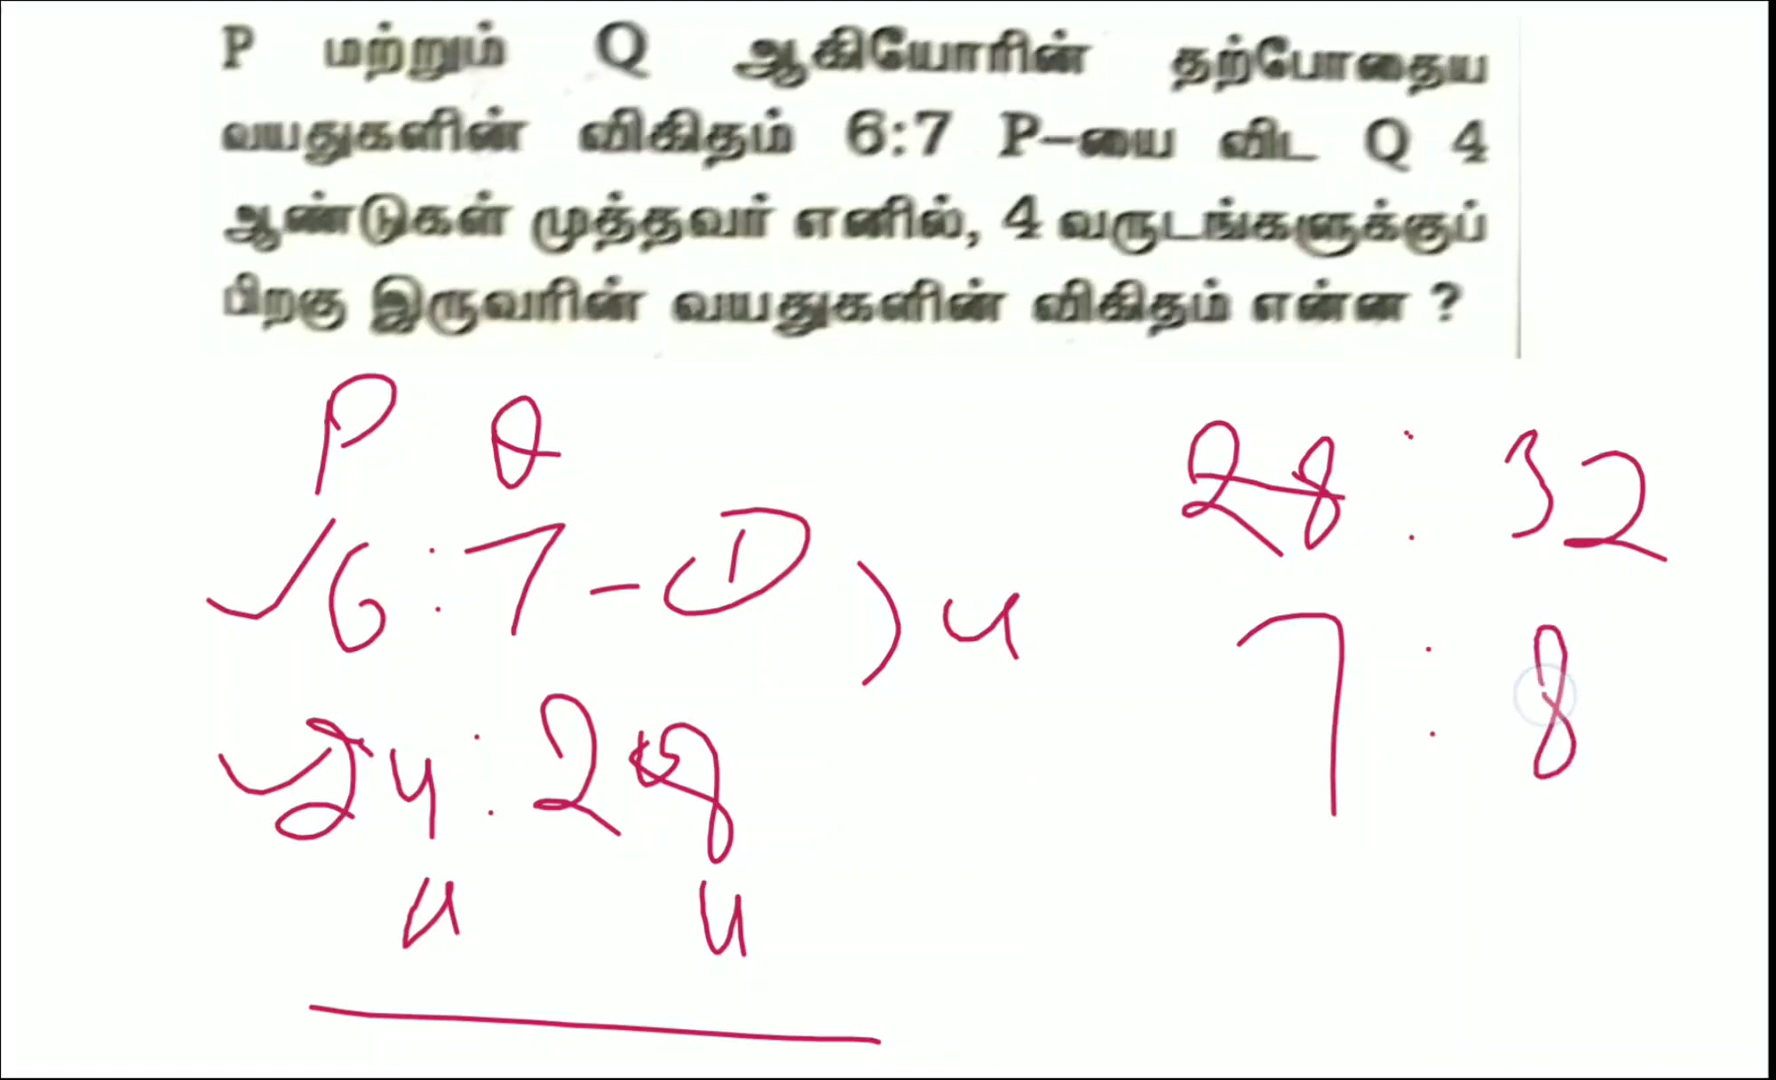 P மற்றும் Q ஆகியோரின் தற்போதைய
வயதுகளின் விகிதம் 6:7 P-யை விட Q 4
ஆண்டுகள் முத்தவர் எனில், 4 வருடங்களுக்குப்
பிறகு இருவரின் வயதுகளின் விகிதம் என்ன ?
P Q
6 : 7 - 1 ) 4
24 : 28
4 4
28 : 32
7 : 8